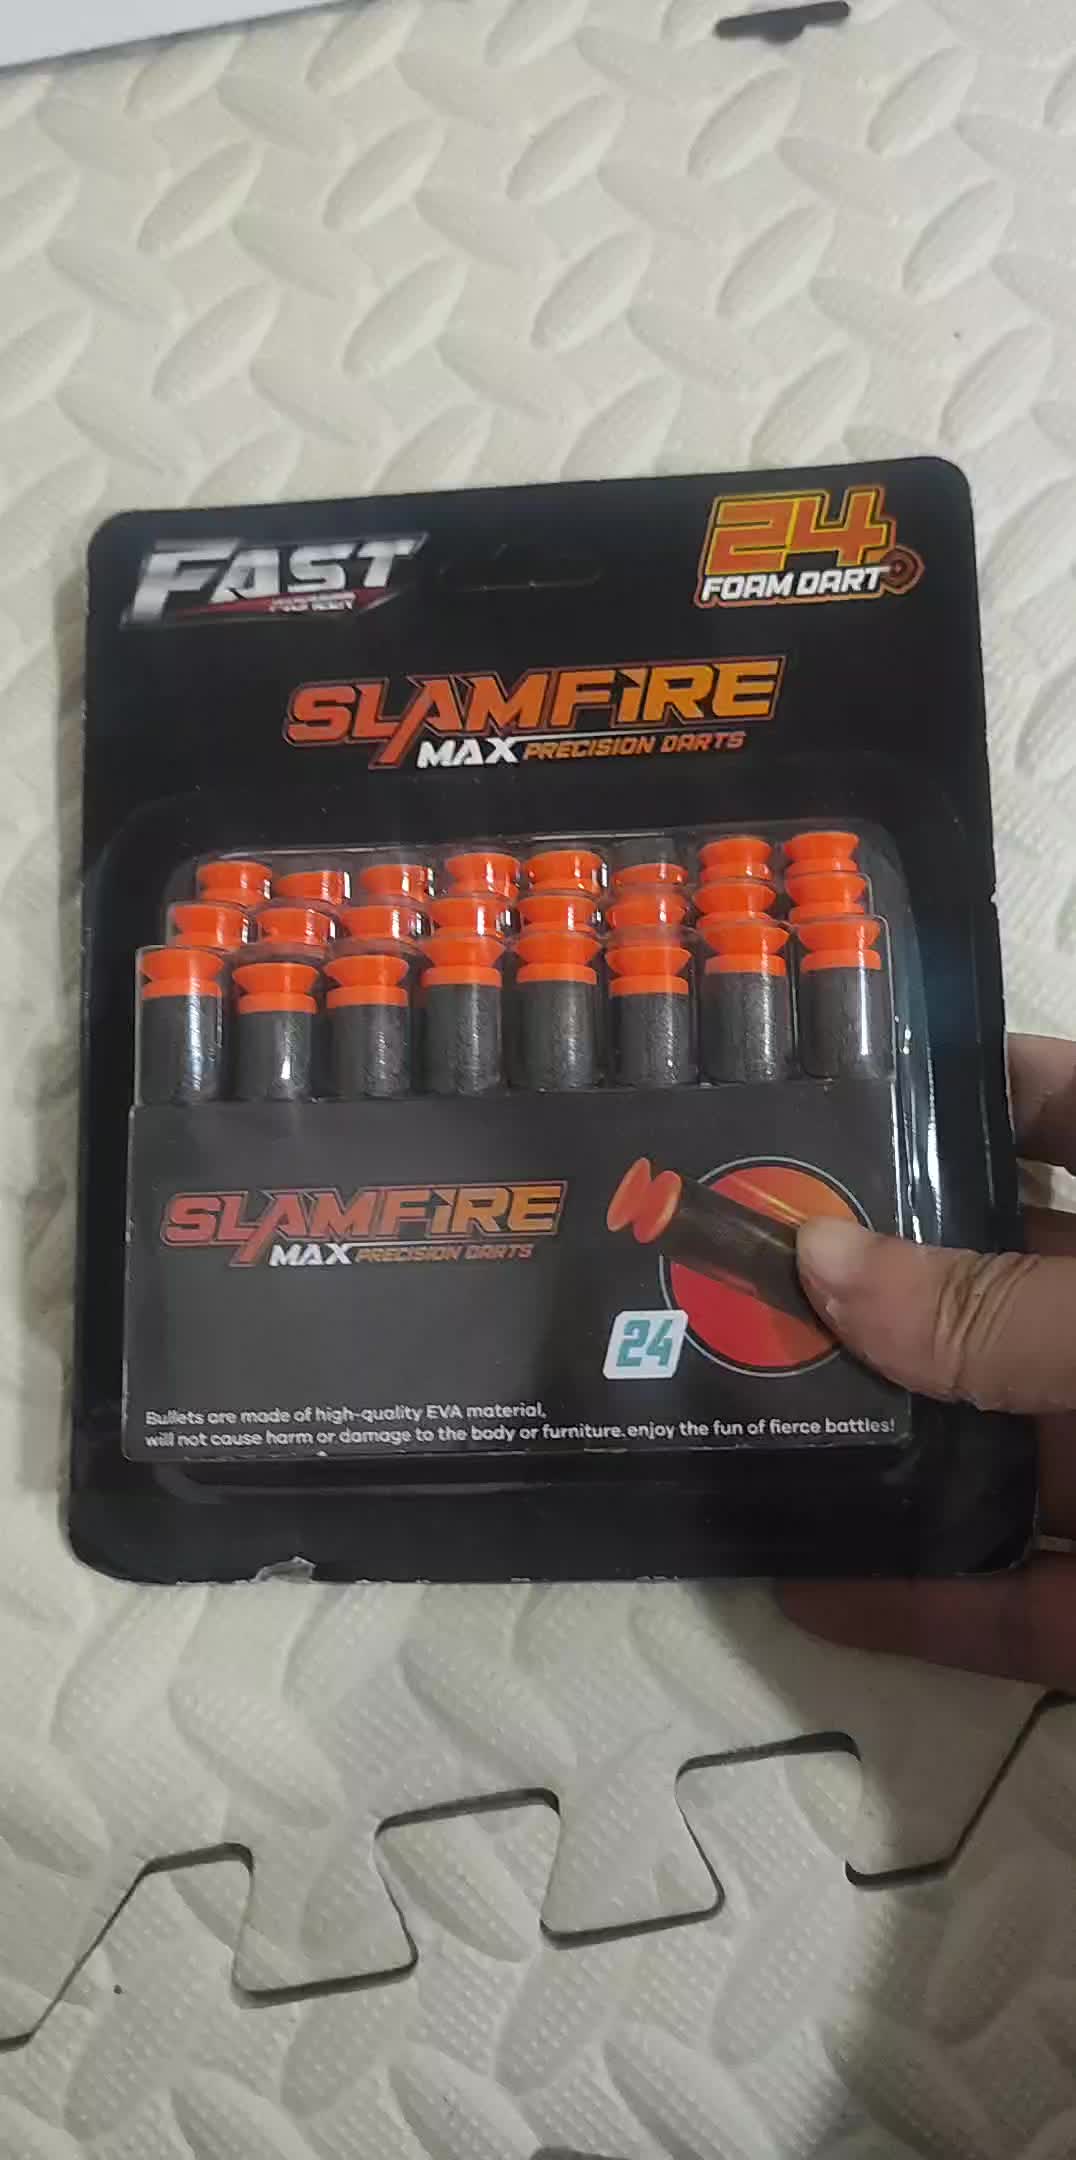 FAST
24
FOAM DART
SLAMFIRE
MAX PRECISION DARTS
SLAMFIRE
MAX PRECISION DARTS
24
Bullets are made of high-quality EVA material,
will not cause harm or damage to the body or furniture.enjoy the fun of fierce battles!